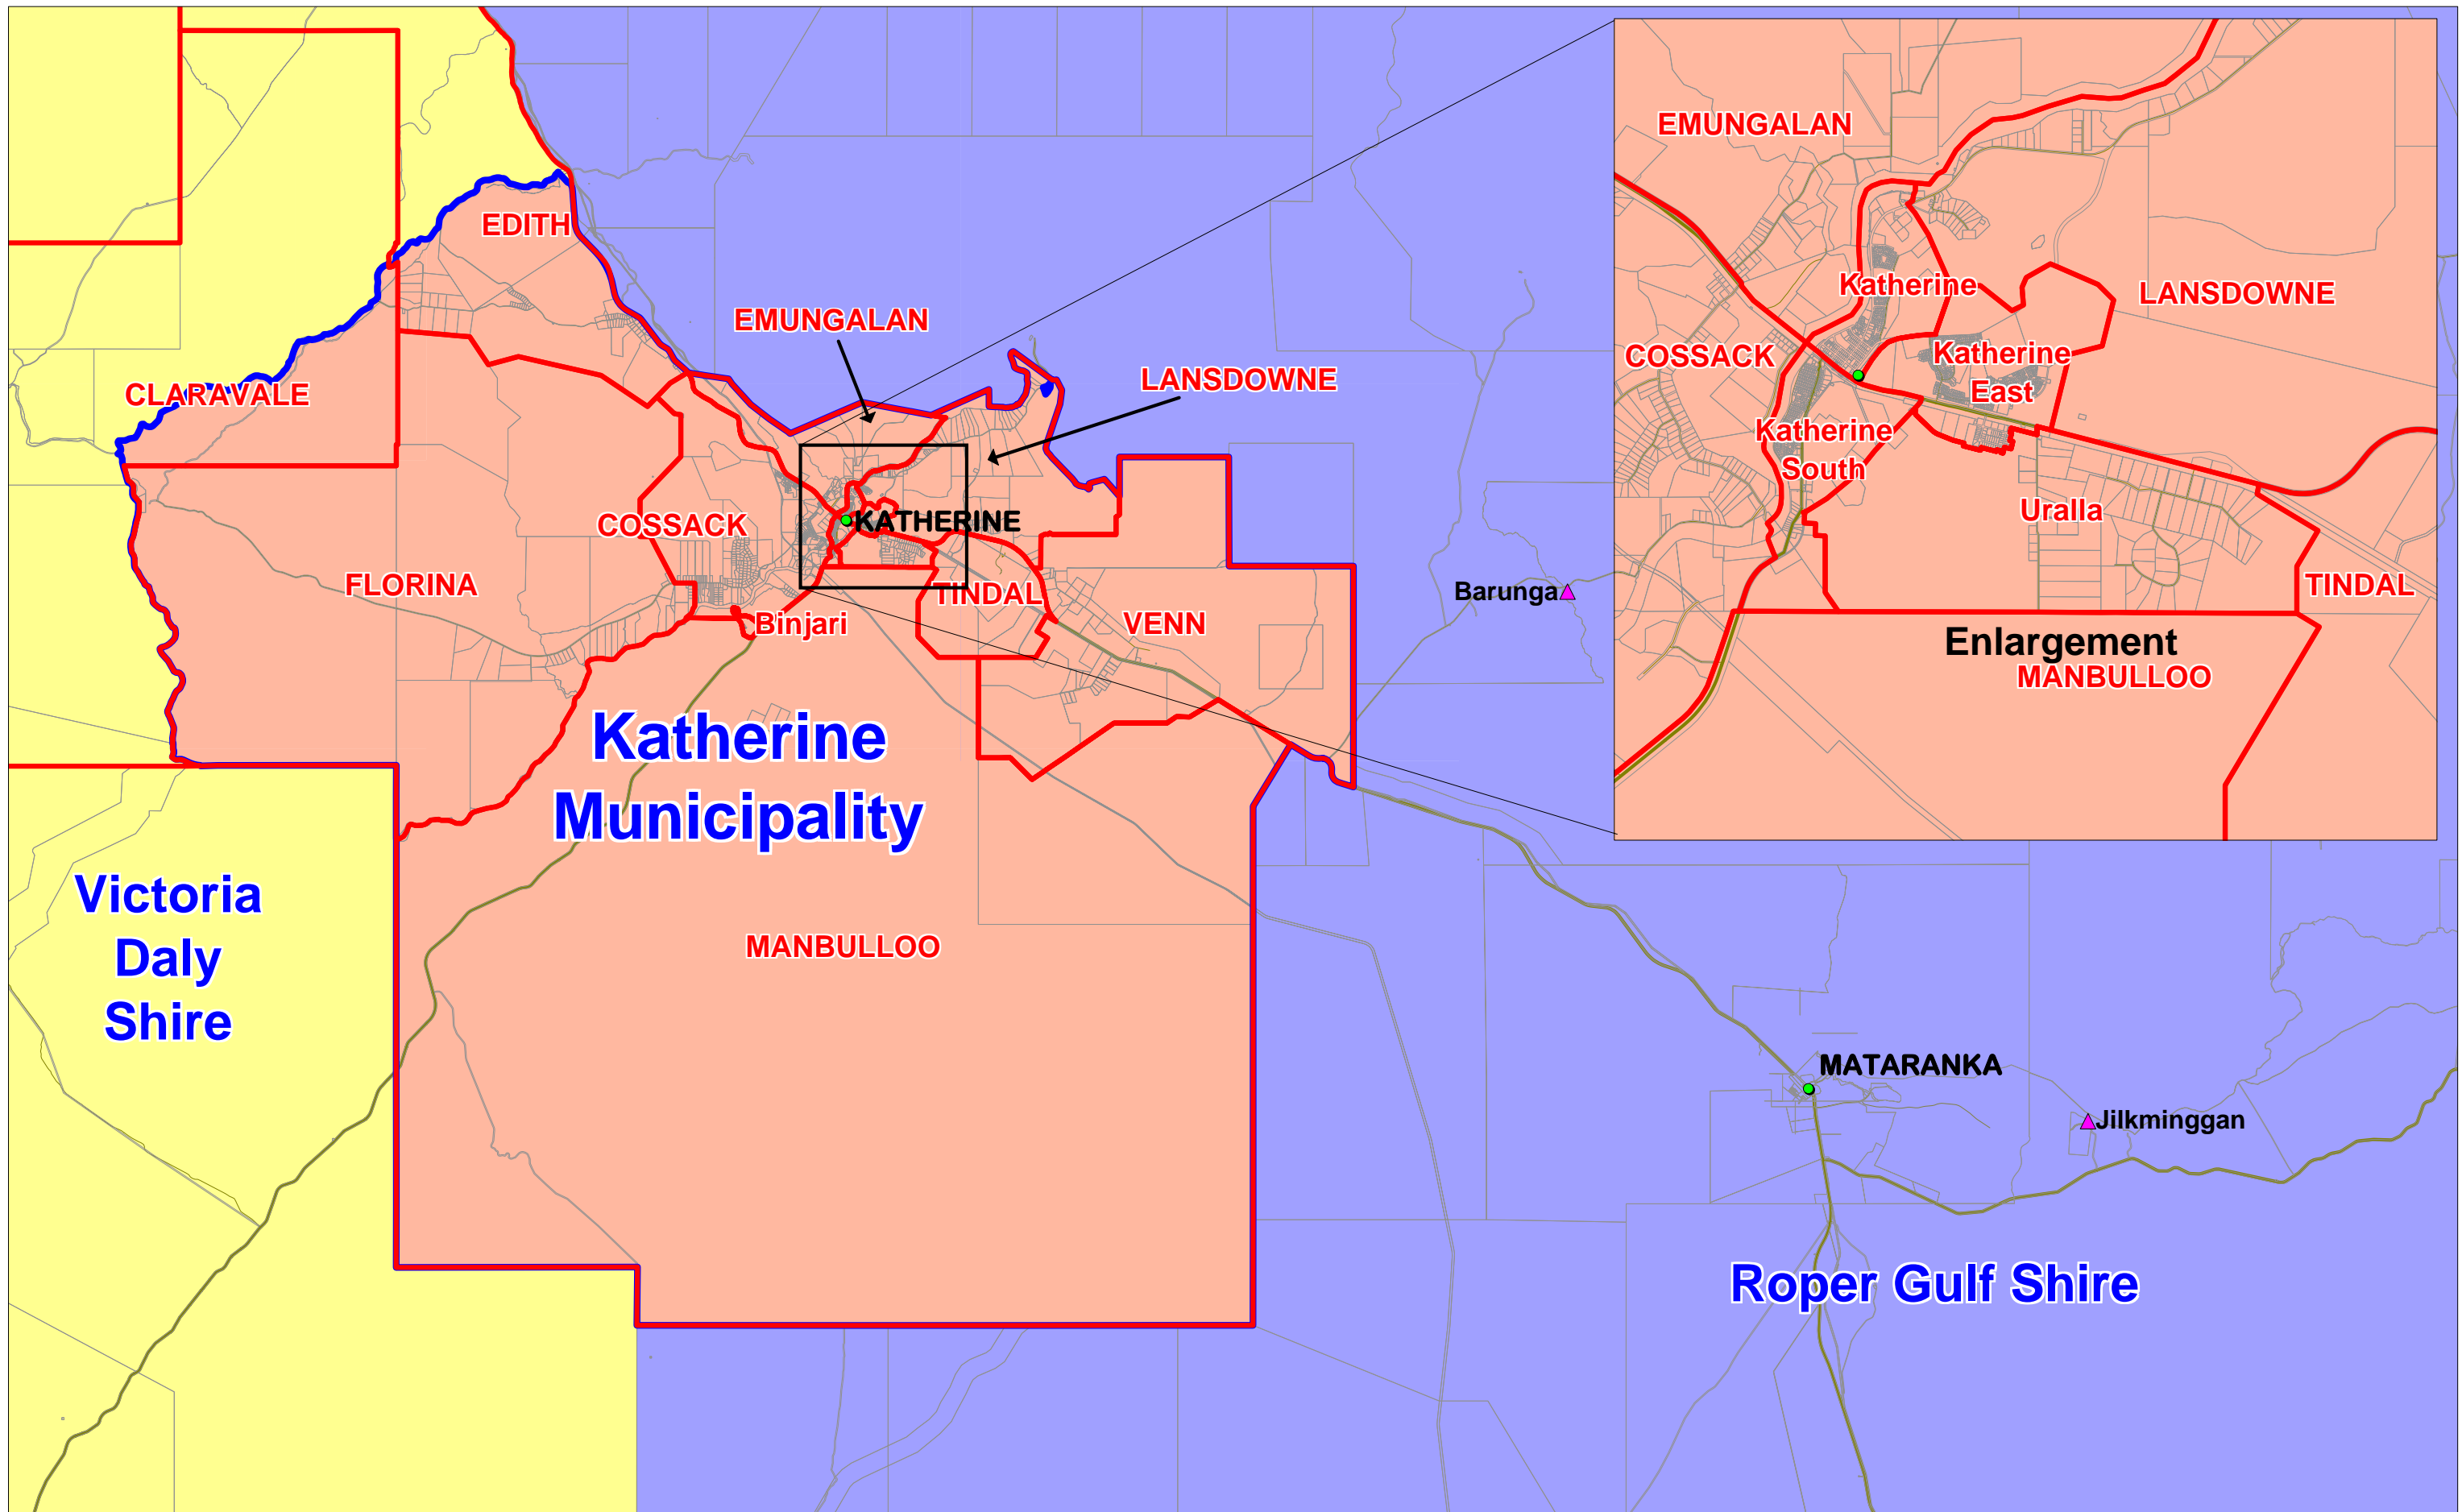 EDITH
EMUNGALAN
LANSDOWNE
CLARAVALE
COSSACK
KATHERINE
FLORINA
TINDAL
Binjari
VENN
Barunga
Katherine
Municipality
Victoria
Daly
Shire
MANBULLOO
MATARANKA
Jilkminggan
Roper Gulf Shire
EMUNGALAN
Katherine
LANSDOWNE
COSSACK
Katherine
East
Katherine
South
Uralla
TINDAL
Enlargement
MANBULLOO